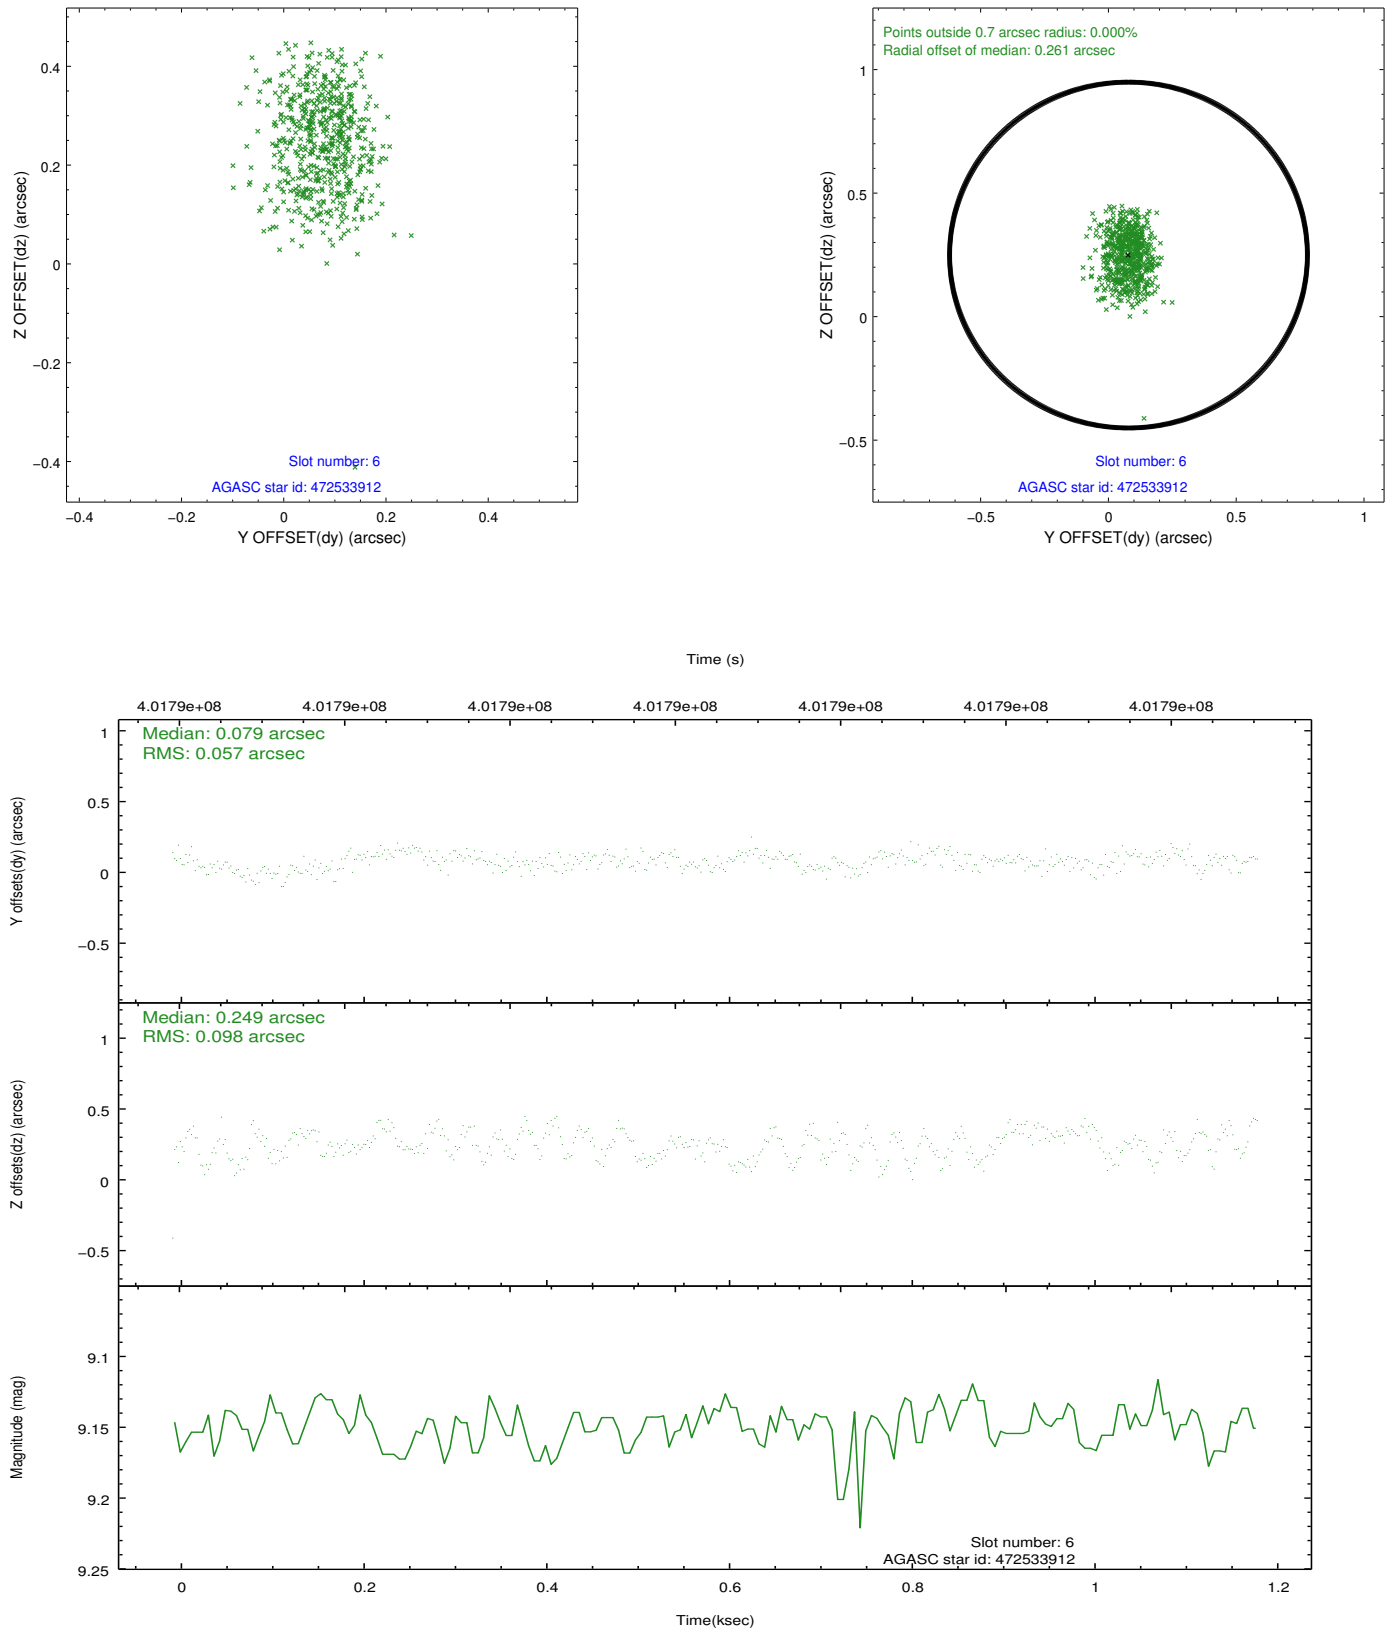 0.4
0.2
0
−0.2
−0.4
Z OFFSET(dz) (arcsec)
Slot number: 6
AGASC star id: 472533912
−0.4
−0.2
0
0.2
0.4
Y OFFSET(dy) (arcsec)
Points outside 0.7 arcsec radius: 0.000%
Radial offset of median: 0.261 arcsec
1
0.5
0
−0.5
Z OFFSET(dz) (arcsec)
Slot number: 6
AGASC star id: 472533912
−0.5
0
0.5
1
Y OFFSET(dy) (arcsec)
Time (s)
4.0179e+08 4.0179e+08 4.0179e+08 4.0179e+08 4.0179e+08 4.0179e+08 4.0179e+08
Median: 0.079 arcsec
RMS: 0.057 arcsec
1
0.5
0
−0.5
Y offsets(dy) (arcsec)
Median: 0.249 arcsec
RMS: 0.098 arcsec
1
0.5
0
−0.5
Z offsets(dz) (arcsec)
9.1
9.15
9.2
9.25
Magnitude (mag)
Slot number: 6
AGASC star id: 472533912
0 0.2 0.4 0.6 0.8 1 1.2
Time(ksec)